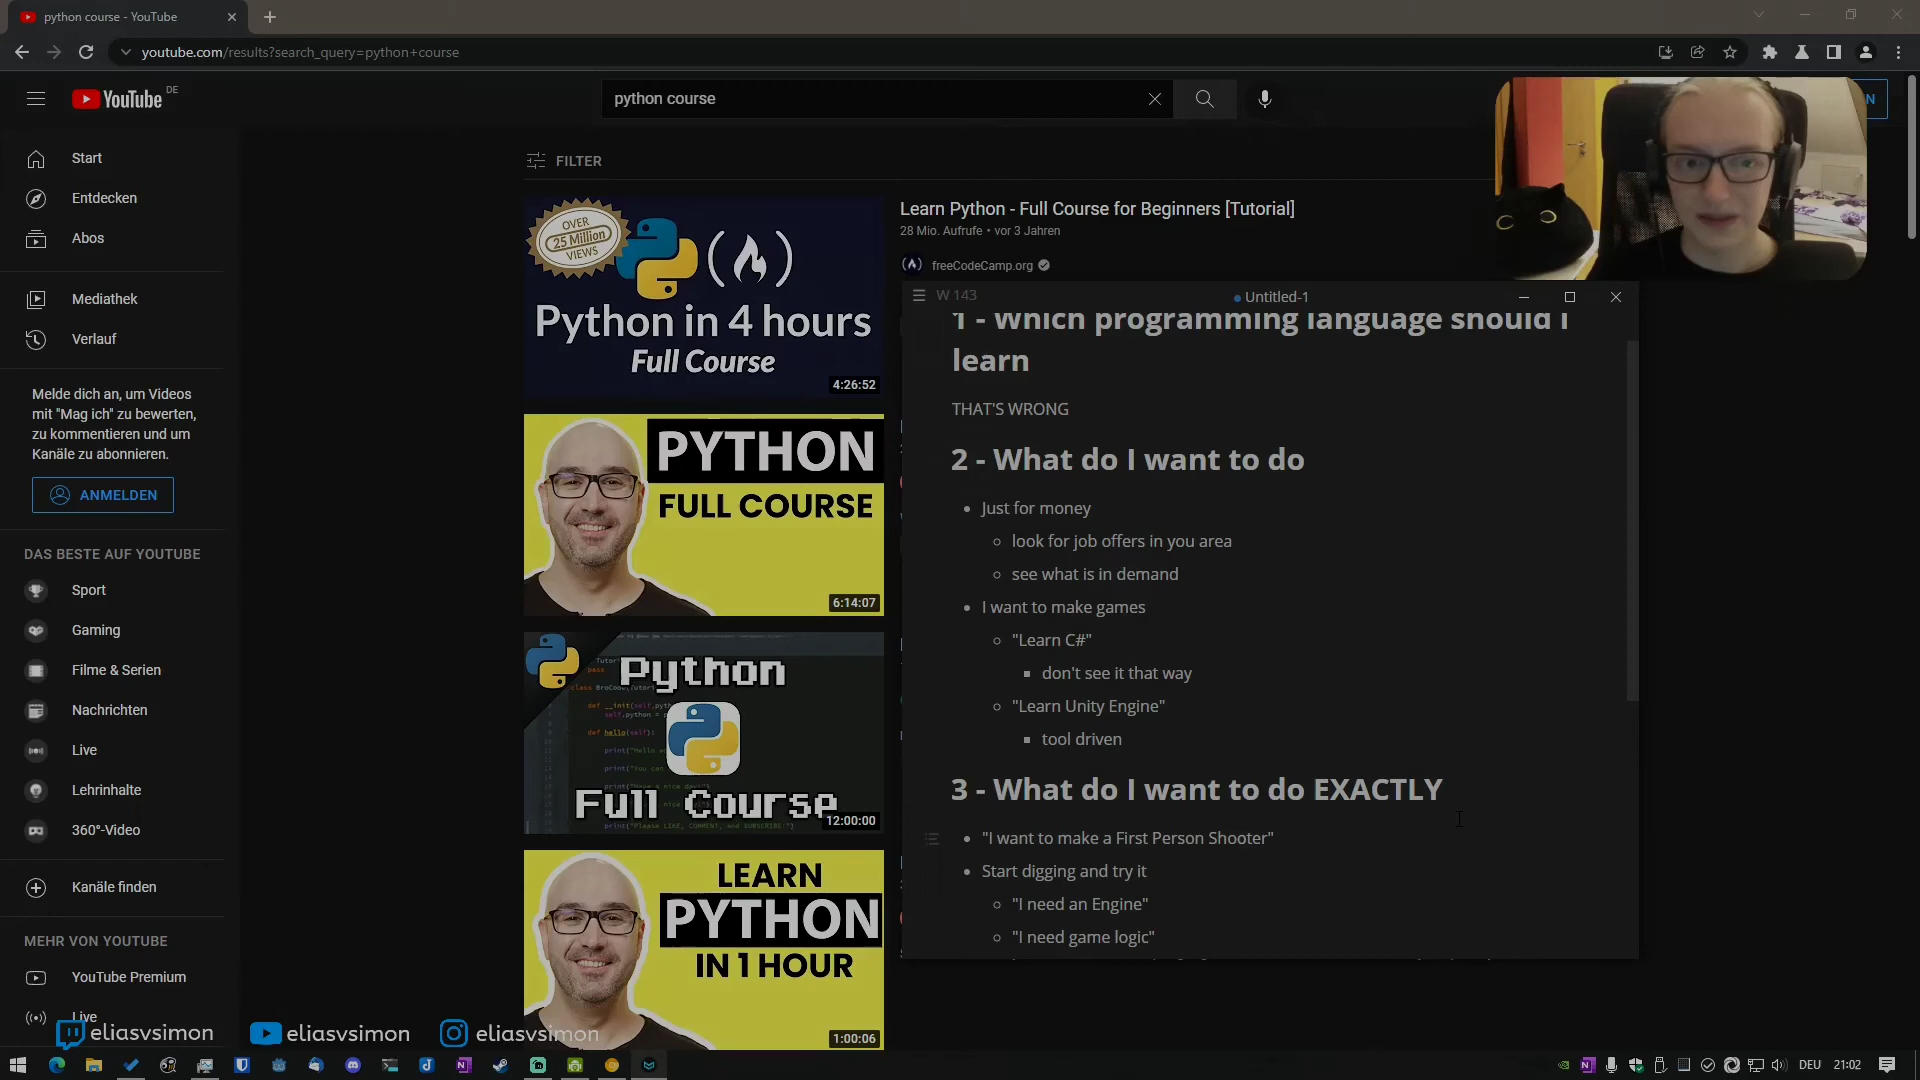 python course - YouTube
youtube.com/results?search_query=python+course
YouTube DE
python course
N
Start
Entdecken
Abos
Mediathek
Verlauf
Melde dich an, um Videos
mit "Mag ich" zu bewerten,
zu kommentieren und um
Kanäle zu abonnieren.
ANMELDEN
DAS BESTE AUF YOUTUBE
Sport
Gaming
Filme & Serien
Nachrichten
Live
Lehrinhalte
360°-Video
Kanäle finden
MEHR VON YOUTUBE
YouTube Premium
Live
FILTER
OVER
25 Million
VIEWS
Python in 4 hours
Full Course
4:26:52
Learn Python - Full Course for Beginners [Tutorial]
28 Mio. Aufrufe • vor 3 Jahren
freeCodeCamp.org
PYTHON
FULL COURSE
6:14:07
Python
Full Course
12:00:00
LEARN
PYTHON
IN 1 HOUR
1:00:06
W 143
Untitled-1
1 - Which programming language should I
learn
THAT'S WRONG
2 - What do I want to do
• Just for money
◦ look for job offers in you area
◦ see what is in demand
• I want to make games
◦ "Learn C#"
▪ don't see it that way
◦ "Learn Unity Engine"
▪ tool driven
3 - What do I want to do EXACTLY
• "I want to make a First Person Shooter"
• Start digging and try it
◦ "I need an Engine"
◦ "I need game logic"
eliasvsimon
eliasvsimon
eliasvsimon
DEU
21:02